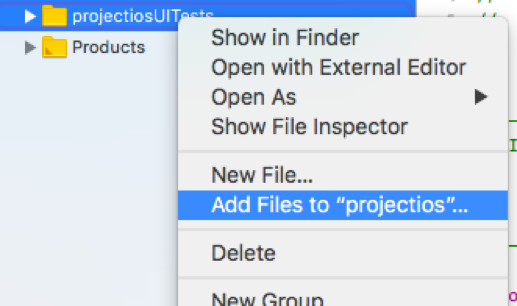 projectiosUITests
Products
Show in Finder
Open with External Editor
Open As
Show File Inspector
New File...
Add Files to “projectios”...
Delete
New Group